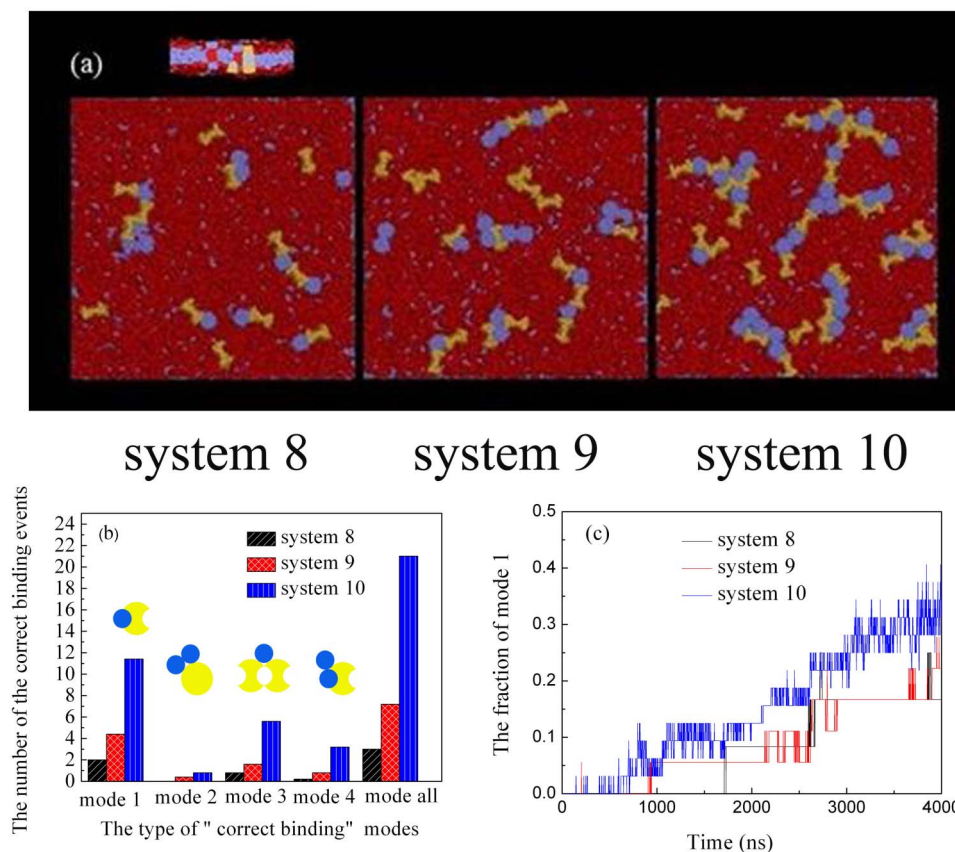 (a)
system 8 system 9 system 10
The number of the correct binding events
24
22
20
18
16
14
12
10
8
6
4
2
0
(b)
system 8
system 9
system 10
mode 1 mode 2 mode 3 mode 4 mode all
The type of " correct binding" modes
The fraction of mode 1
0.5
0.4
0.3
0.2
0.1
0.0
(c)
system 8
system 9
system 10
0 1000 2000 3000 4000
Time (ns)